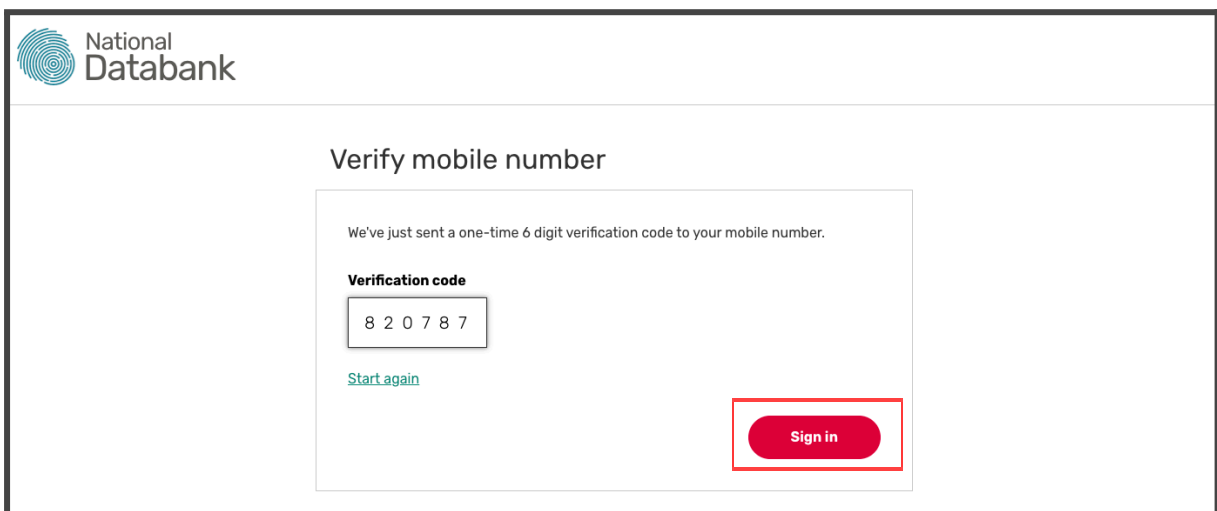 National
Databank
Verify mobile number
We've just sent a one-time 6 digit verification code to your mobile number.
Verification code
8 2 0 7 8 7
Start again
Sign in